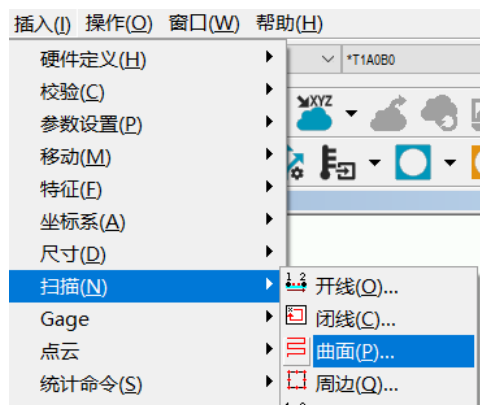 插入(I) 操作(O) 窗口(W) 帮助(H)
硬件定义(H)
*T1A0B0
校验(C)
XYZ
参数设置(P)
移动(M)
特征(F)
坐标系(A)
尺寸(D)
扫描(N)
开线(O)...
Gage
闭线(C)...
点云
曲面(P)...
统计命令(S)
周边(Q)...